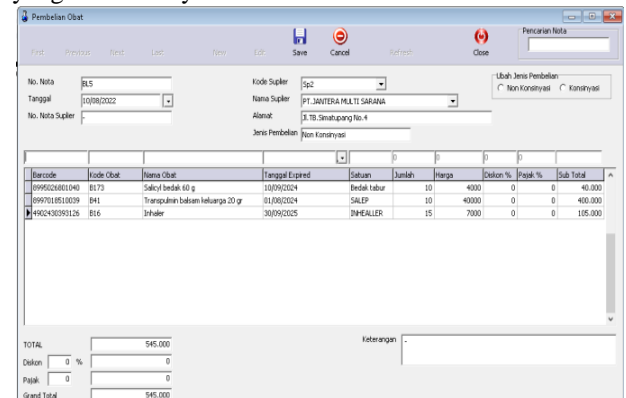 Pembelian Obat
First Previous Next Last New Edit Save Cancel Refresh Close
Pencarian Nota
No. Nota BL5
Tanggal 10/08/2022
No. Nota Suplier -
Kode Suplier Sp2
Nama Suplier PT.JANTERA MULTI SARANA
Alamat Jl.TB.Simatupang No.4
Jenis Pembelian Non Konsinyasi
Ubah Jenis Pembelian
Non Konsinyasi Konsinyasi
0 0 0 0
Barcode Kode Obat Nama Obat Tanggal Expired Satuan Jumlah Harga Diskon % Pajak % Sub Total
8995026801040 B173 Salicyl bedak 60 g 10/09/2024 Bedak tabur 10 4000 0 0 40.000
8997018510039 B41 Transpulmin balsam keluarga 20 gr 01/08/2024 SALEP 10 40000 0 0 400.000
4902430393126 B16 Inhaler 30/09/2025 INHEALLER 15 7000 0 0 105.000
TOTAL 545.000
Diskon 0 % 0
Pajak 0 0
Grand Total 545.000
Keterangan -